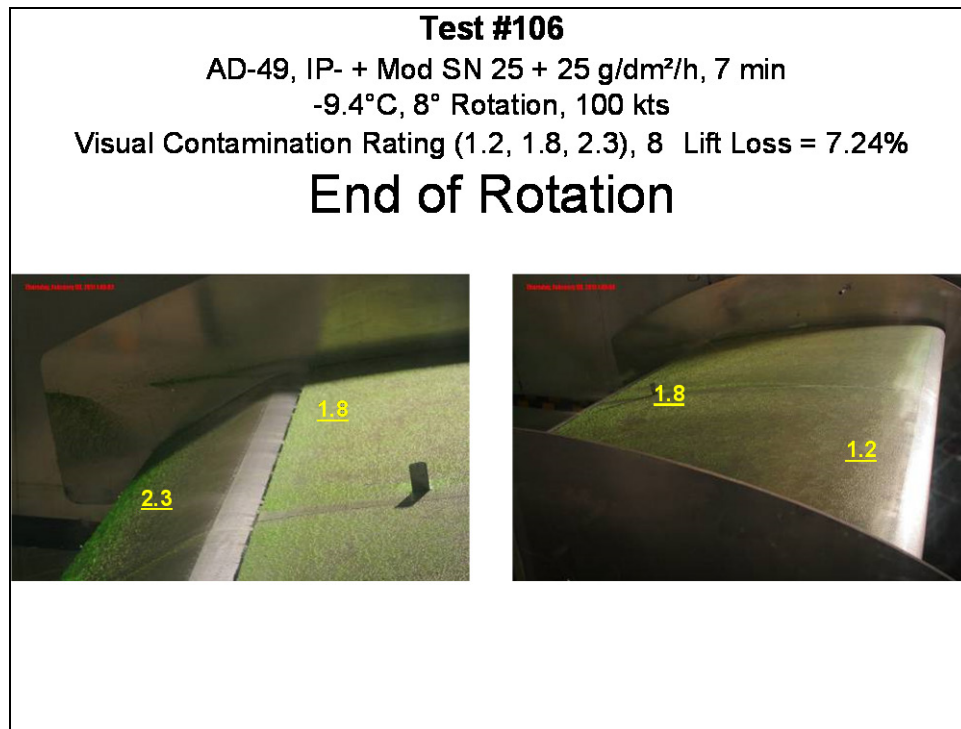 Test #106
AD-49, IP- + Mod SN 25 + 25 g/dm²/h, 7 min
-9.4°C, 8° Rotation, 100 kts
Visual Contamination Rating (1.2, 1.8, 2.3), 8 Lift Loss = 7.24%
End of Rotation
1.8
2.3
1.8
1.2